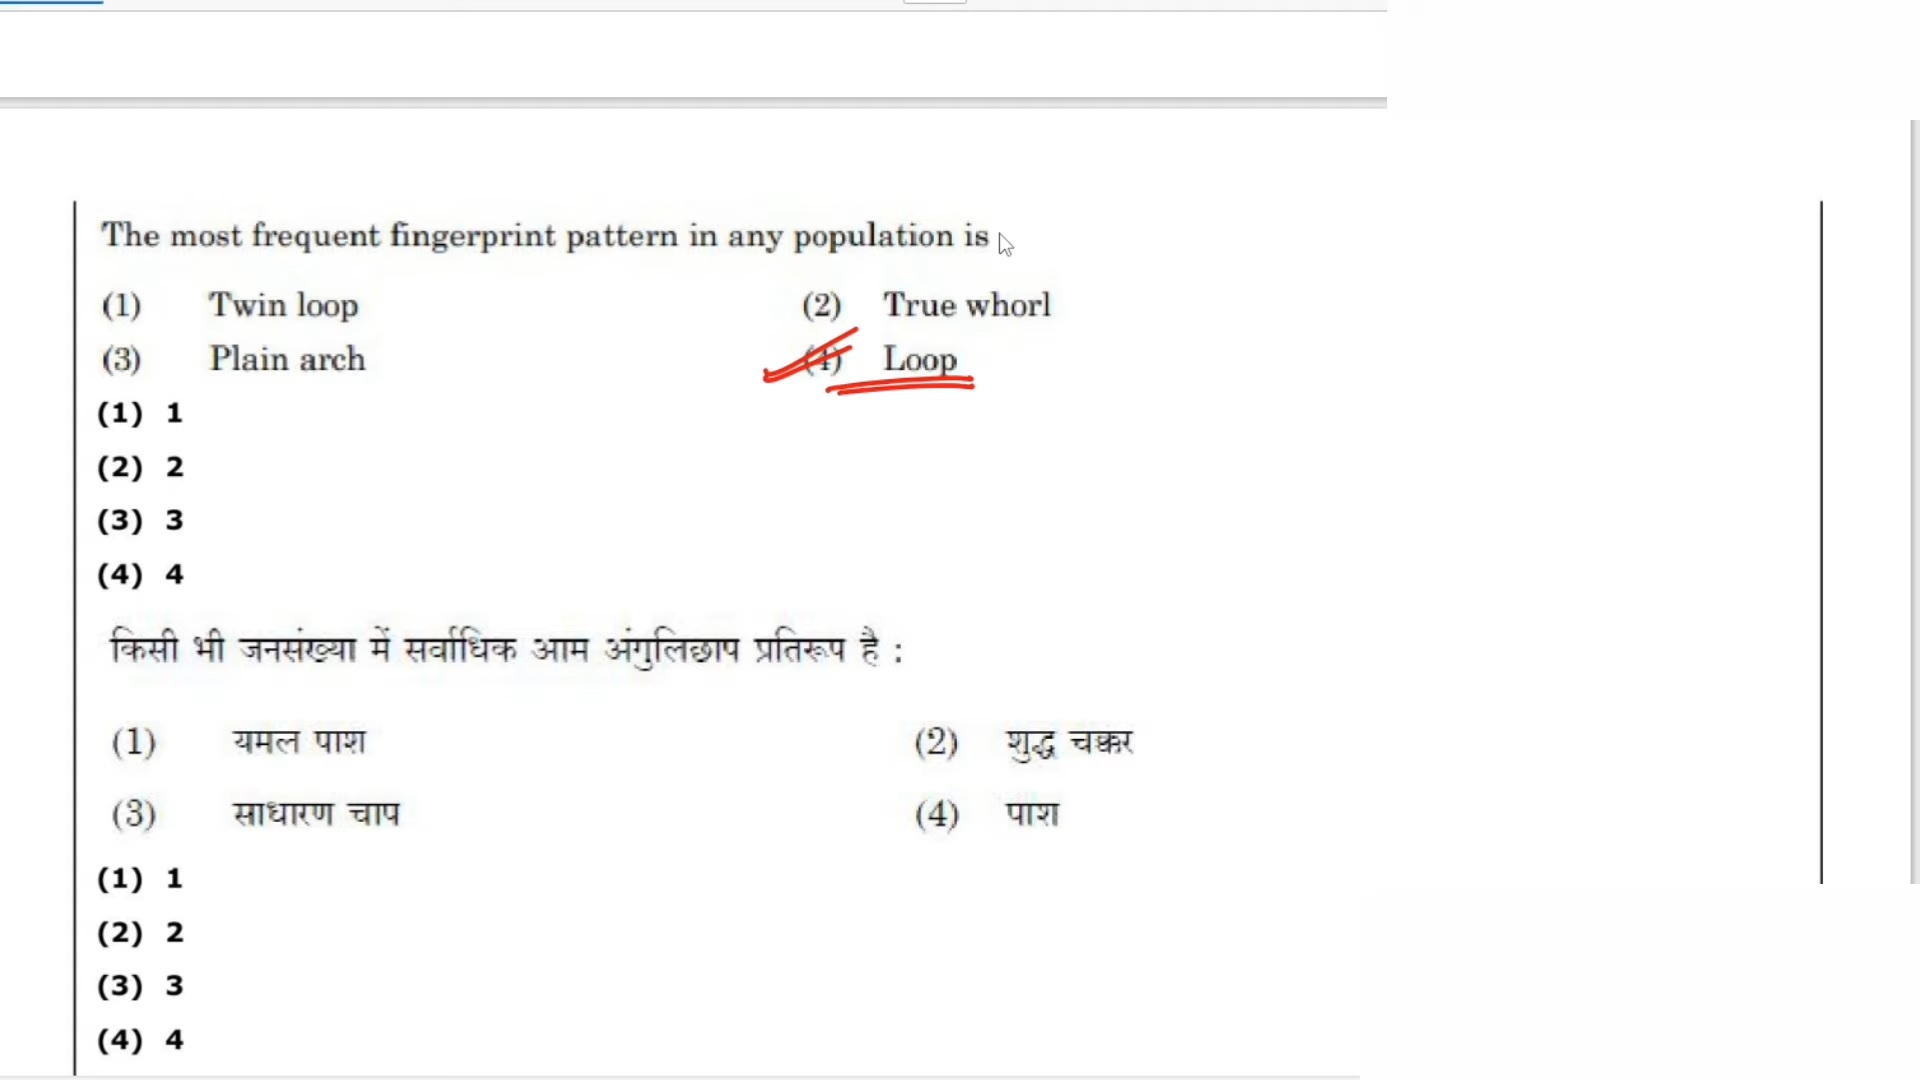 The most frequent fingerprint pattern in any population is
(1) Twin loop (2) True whorl
(3) Plain arch (4) Loop
(1) 1
(2) 2
(3) 3
(4) 4
किसी भी जनसंख्या में सर्वाधिक आम अंगुलिछाप प्रतिरूप है :
(1) यमल पाश (2) शुद्ध चक्कर
(3) साधारण चाप (4) पाश
(1) 1
(2) 2
(3) 3
(4) 4